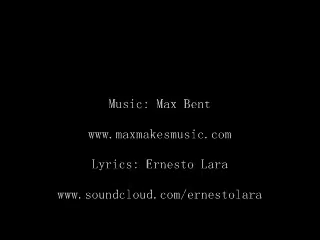 Music: Max Bent
www.maxmakesmusic.com
Lyrics: Ernesto Lara
www.soundcloud.com/ernestolara